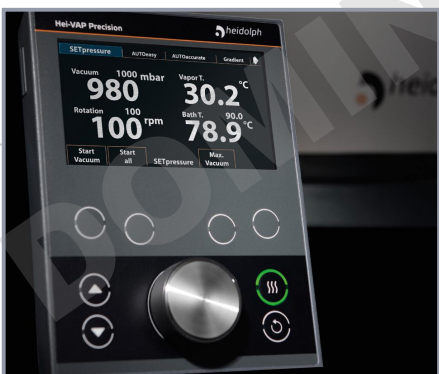 Hei-VAP Precision
heidolph
SETpressure AUTOeasy AUTOaccurate Gradient
Vacuum 1000 mbar Vapor T.
980 30.2 °C
Rotation 100 rpm Bath T. 90.0
100 78.9 °C
Start Vacuum Start all SETpressure Max. Vacuum
heid
DOMIN